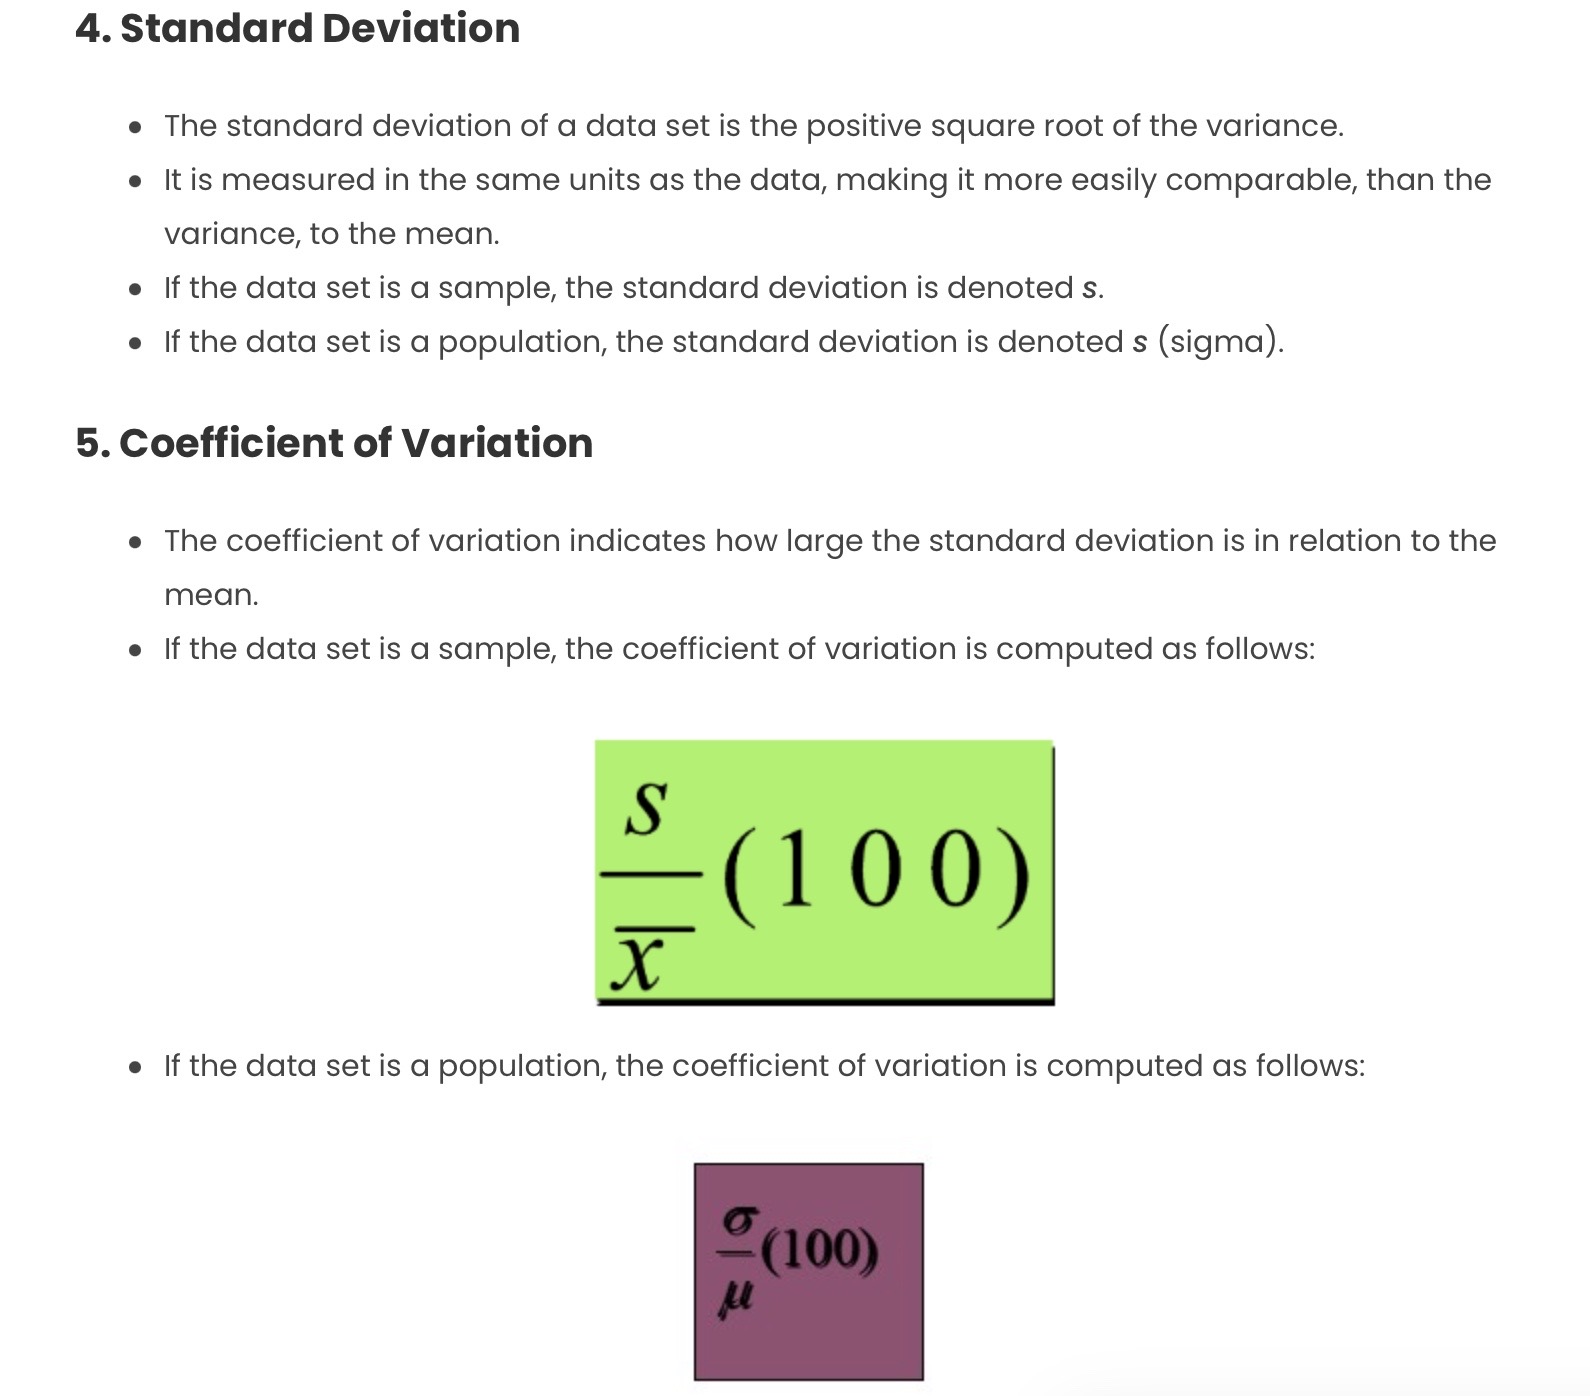 4. Standard Deviation
● The standard deviation of a data set is the positive square root of the variance.
● It is measured in the same units as the data, making it more easily comparable, than the
variance, to the mean.
● If the data set is a sample, the standard deviation is denoted s.
● If the data set is a population, the standard deviation is denoted s (sigma).
5. Coefficient of Variation
● The coefficient of variation indicates how large the standard deviation is in relation to the
mean.
● If the data set is a sample, the coefficient of variation is computed as follows:
s
— (100)
x̅
● If the data set is a population, the coefficient of variation is computed as follows:
σ
— (100)
μ